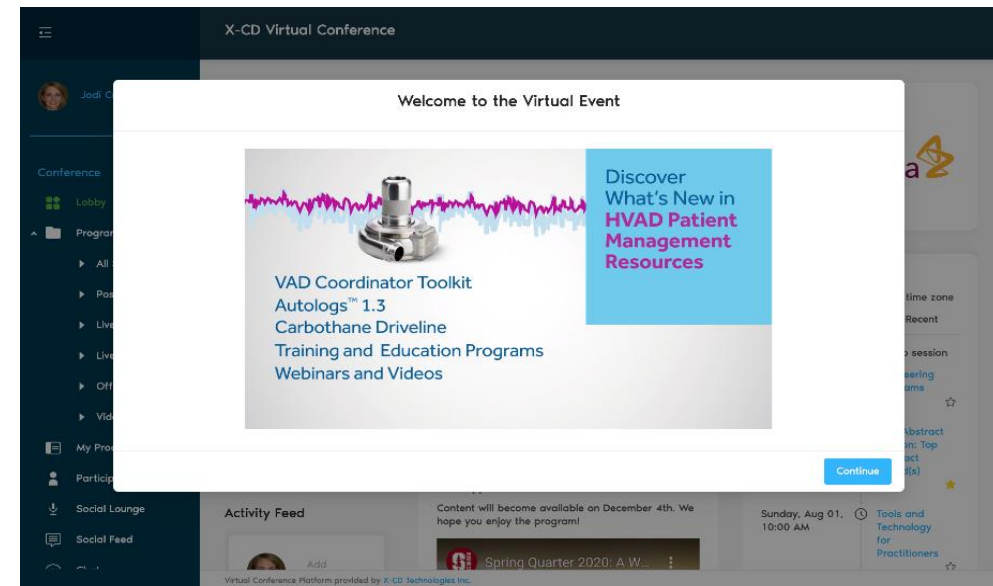 X-CD Virtual Conference
Jodi
Welcome to the Virtual Event
Discover
What's New in
HVAD Patient
Management
Resources
VAD Coordinator Toolkit
Autologs™ 1.3
Carbothane Driveline
Training and Education Programs
Webinars and Videos
Continue
Conference
Lobby
All
My
Social Lounge
Social Feed
time zone
Recent
session
Top
Activity Feed
Add
Content will become available on December 4th. We
hope you enjoy the program!
Spring Quarter 2020: A W...
Sunday, Aug 01,
10:00 AM
Tools and
Technology
for
Practitioners
Virtual Conference Platform provided by X-CD Technologies Inc.